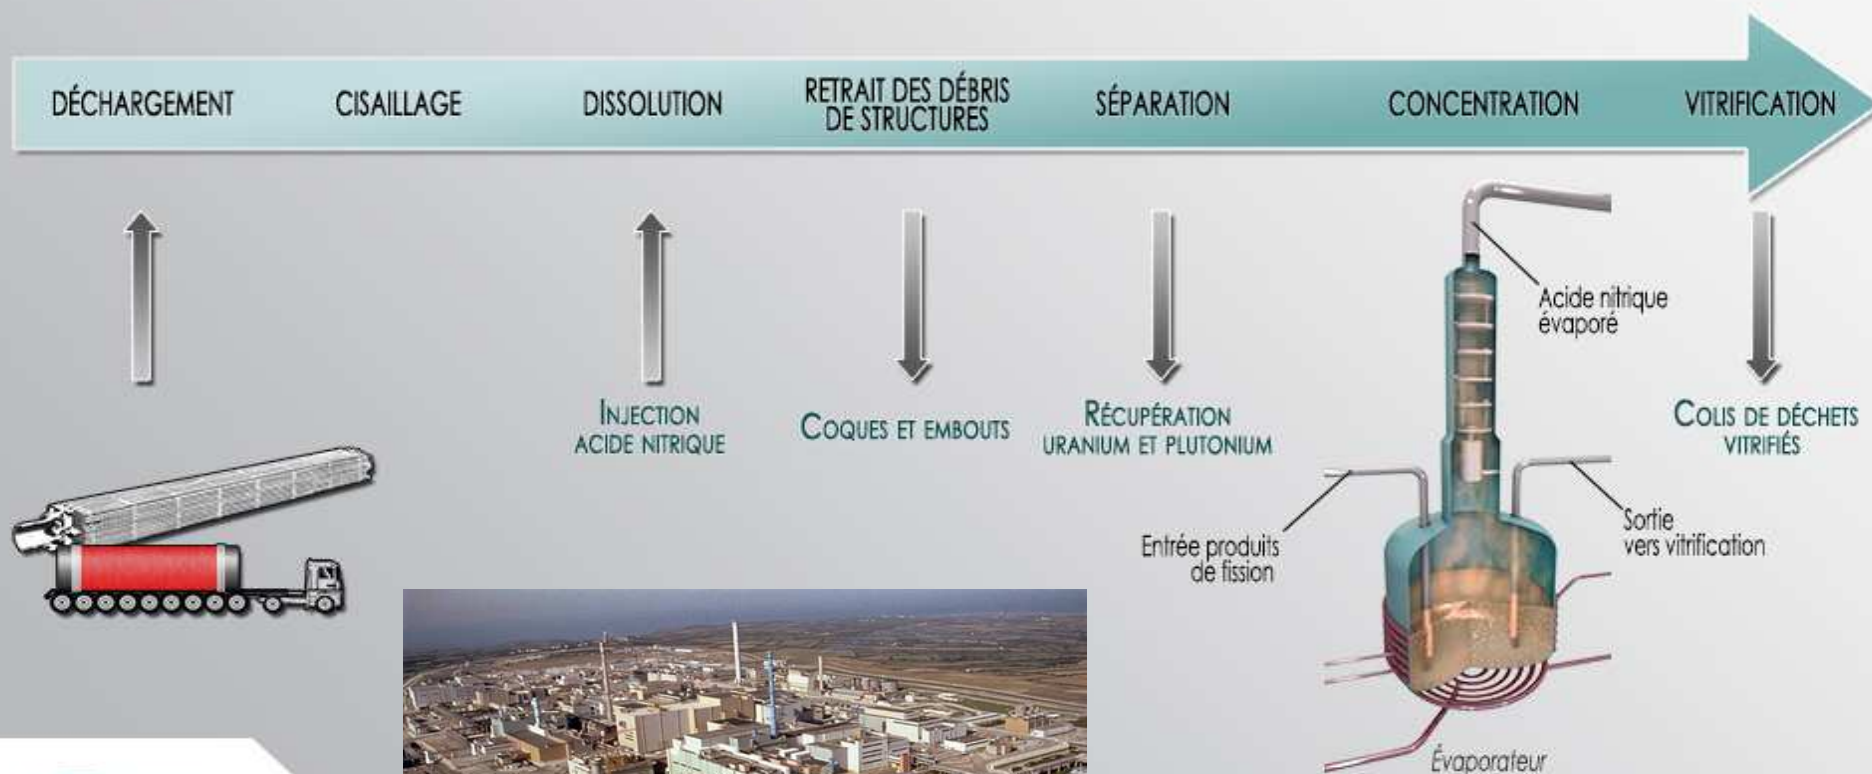 DÉCHARGEMENT
CISAILLAGE
DISSOLUTION
RETRAIT DES DÉBRIS
DE STRUCTURES
SÉPARATION
CONCENTRATION
VITRIFICATION
INJECTION
ACIDE NITRIQUE
COQUES ET EMBOUTS
RÉCUPÉRATION
URANIUM ET PLUTONIUM
Acide nitrique
évaporé
COLIS DE DÉCHETS
VITRIFIÉS
Entrée produits
de fission
Sortie
vers vitrification
Évaporateur